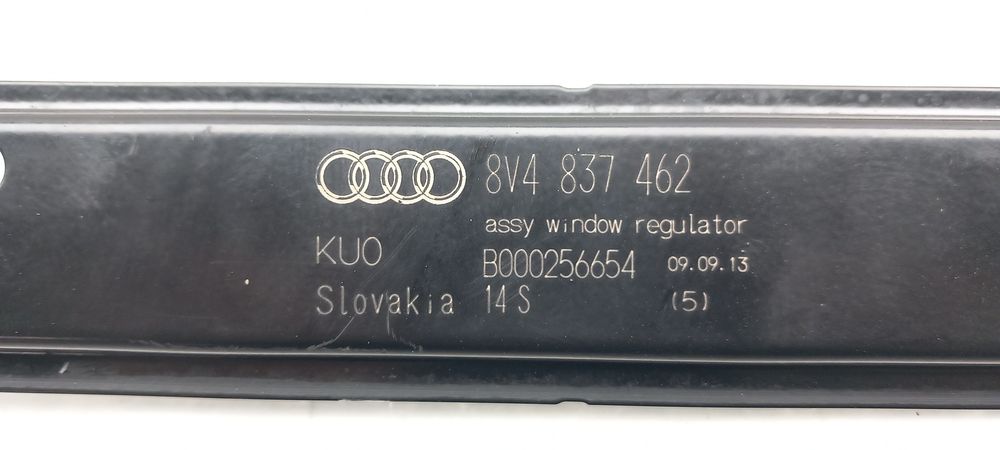 8V4 837 462
assy window regulator
KUO B000256654 09.09.13
Slovakia 14 S (5)